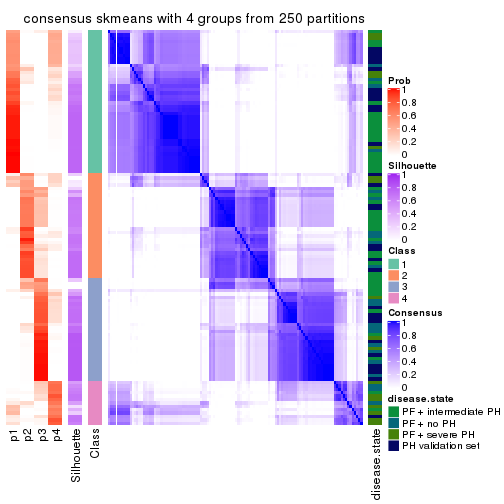 consensus skmeans with 4 groups from 250 partitions
p1
p2
p3
p4
Silhouette
Class
disease.state
Prob
1
0.8
0.6
0.4
0.2
0
Silhouette
1
0.8
0.6
0.4
0.2
0
Class
1
2
3
4
Consensus
1
0.8
0.6
0.4
0.2
0
disease.state
PF + intermediate PH
PF + no PH
PF + severe PH
PH validation set